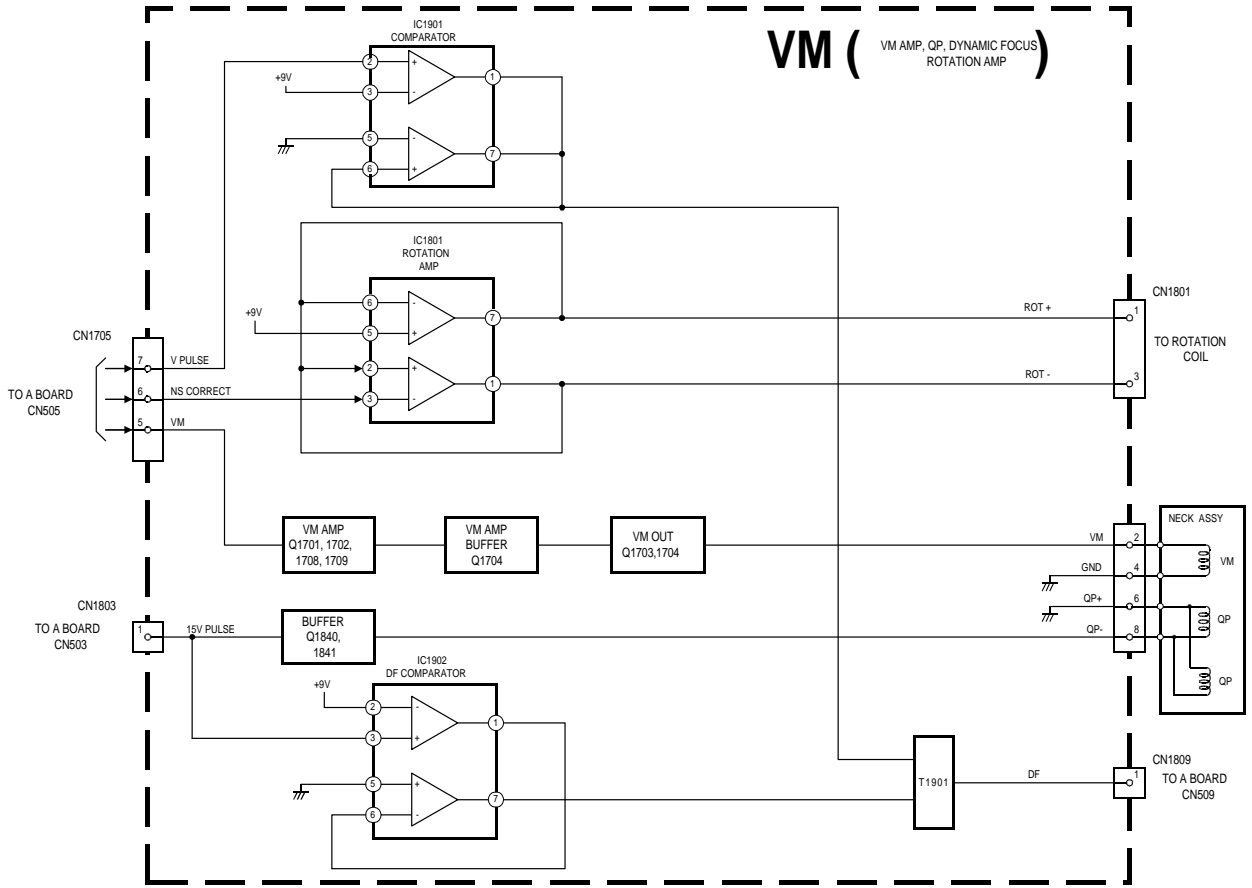 VM ( VM AMP, QP, DYNAMIC FOCUS
ROTATION AMP )
IC1901
COMPARATOR
2
+
1
+9V
3
-
5
-
7
6
+
IC1801
ROTATION
AMP
6
-
7
+9V
5
+
2
+
1
3
-
CN1705
7
V PULSE
6
NS CORRECT
5
VM
TO A BOARD
CN505
ROT +
ROT -
CN1801
1
3
TO ROTATION
COIL
VM AMP
Q1701, 1702,
1708, 1709
VM AMP
BUFFER
Q1704
VM OUT
Q1703,1704
VM
2
GND
4
QP+
6
QP-
8
NECK ASSY
VM
QP
QP
CN1803
TO A BOARD
CN503
1
15V PULSE
BUFFER
Q1840,
1841
IC1902
DF COMPARATOR
+9V
2
-
1
3
+
5
+
7
6
-
T1901
DF
CN1809
1
TO A BOARD
CN509